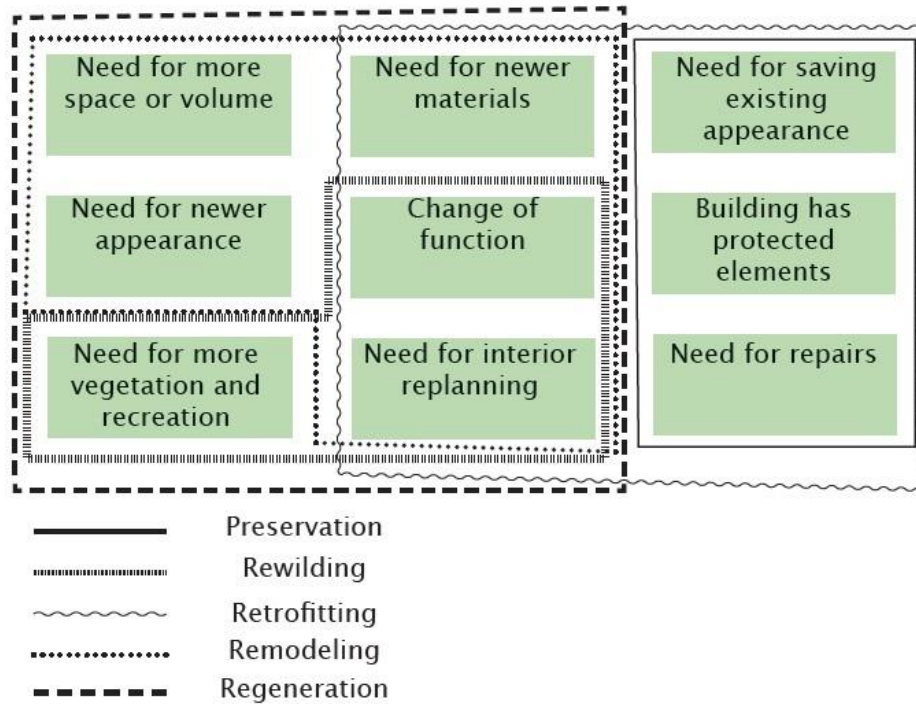 Need for more
space or volume
Need for newer
materials
Need for saving
existing
appearance
Need for newer
appearance
Change of
function
Building has
protected
elements
Need for more
vegetation and
recreation
Need for interior
replanning
Need for repairs
Preservation
Rewilding
Retrofitting
Remodeling
Regeneration